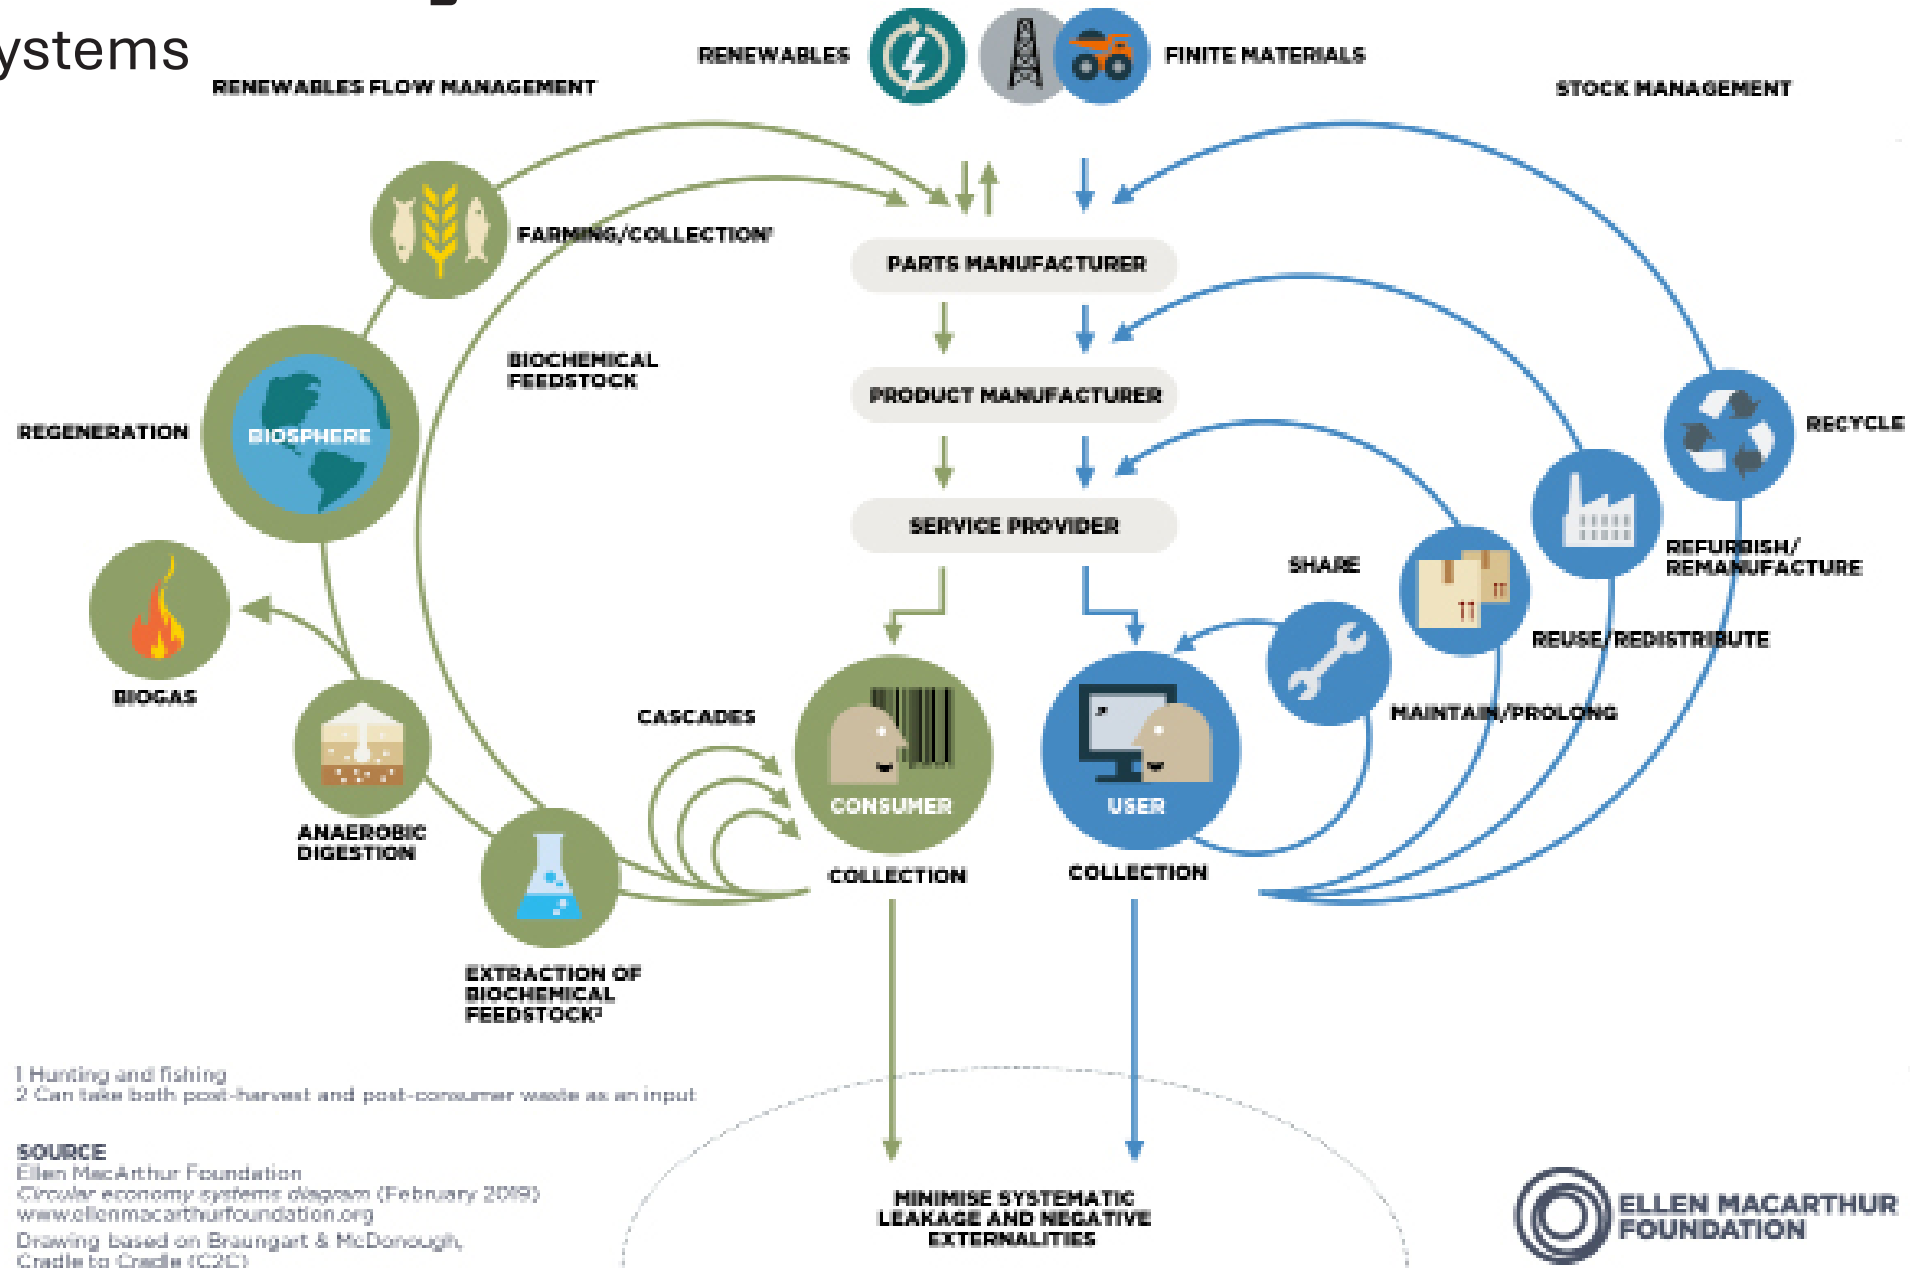 ystems
RENEWABLES
FINITE MATERIALS
RENEWABLES FLOW MANAGEMENT
STOCK MANAGEMENT
FARMING/COLLECTION¹
PARTS MANUFACTURER
BIOCHEMICAL
FEEDSTOCK
PRODUCT MANUFACTURER
REGENERATION
BIOSPHERE
RECYCLE
SERVICE PROVIDER
SHARE
REFURBISH/
REMANUFACTURE
REUSE/REDISTRIBUTE
BIOGAS
CASCADES
MAINTAIN/PROLONG
CONSUMER
USER
ANAEROBIC
DIGESTION
COLLECTION
COLLECTION
EXTRACTION OF
BIOCHEMICAL
FEEDSTOCK²
1 Hunting and fishing
2 Can take both post-harvest and post-consumer waste as an input
SOURCE
Ellen MacArthur Foundation
Circular economy systems diagram (February 2019)
www.ellenmacarthurfoundation.org
Drawing based on Braungart & McDonough,
Cradle to Cradle (C2C)
MINIMISE SYSTEMATIC
LEAKAGE AND NEGATIVE
EXTERNALITIES
ELLEN MACARTHUR
FOUNDATION